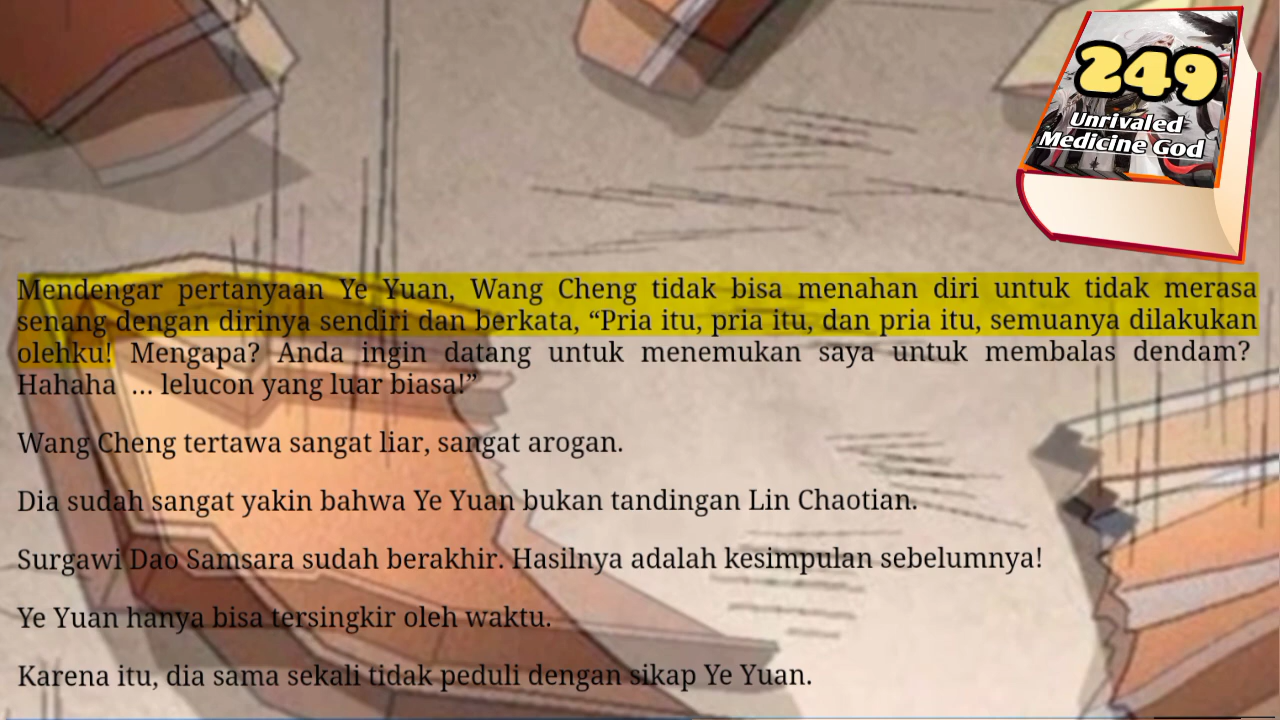 249
Unrivaled
Medicine God
Mendengar pertanyaan Ye Yuan, Wang Cheng tidak bisa menahan diri untuk tidak merasa
senang dengan dirinya sendiri dan berkata, “Pria itu, pria itu, dan pria itu, semuanya dilakukan
olehku! Mengapa? Anda ingin datang untuk menemukan saya untuk membalas dendam?
Hahaha … lelucon yang luar biasa!”
Wang Cheng tertawa sangat liar, sangat arogan.
Dia sudah sangat yakin bahwa Ye Yuan bukan tandingan Lin Chaotian.
Surgawi Dao Samsara sudah berakhir. Hasilnya adalah kesimpulan sebelumnya!
Ye Yuan hanya bisa tersingkir oleh waktu.
Karena itu, dia sama sekali tidak peduli dengan sikap Ye Yuan.